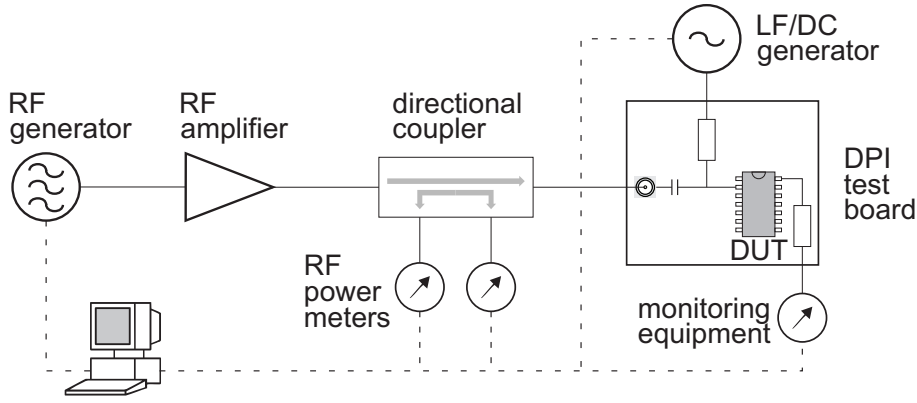 LF/DC
generator
RF
generator
RF
amplifier
directional
coupler
DPI
test
board
DUT
RF
power
meters
monitoring
equipment